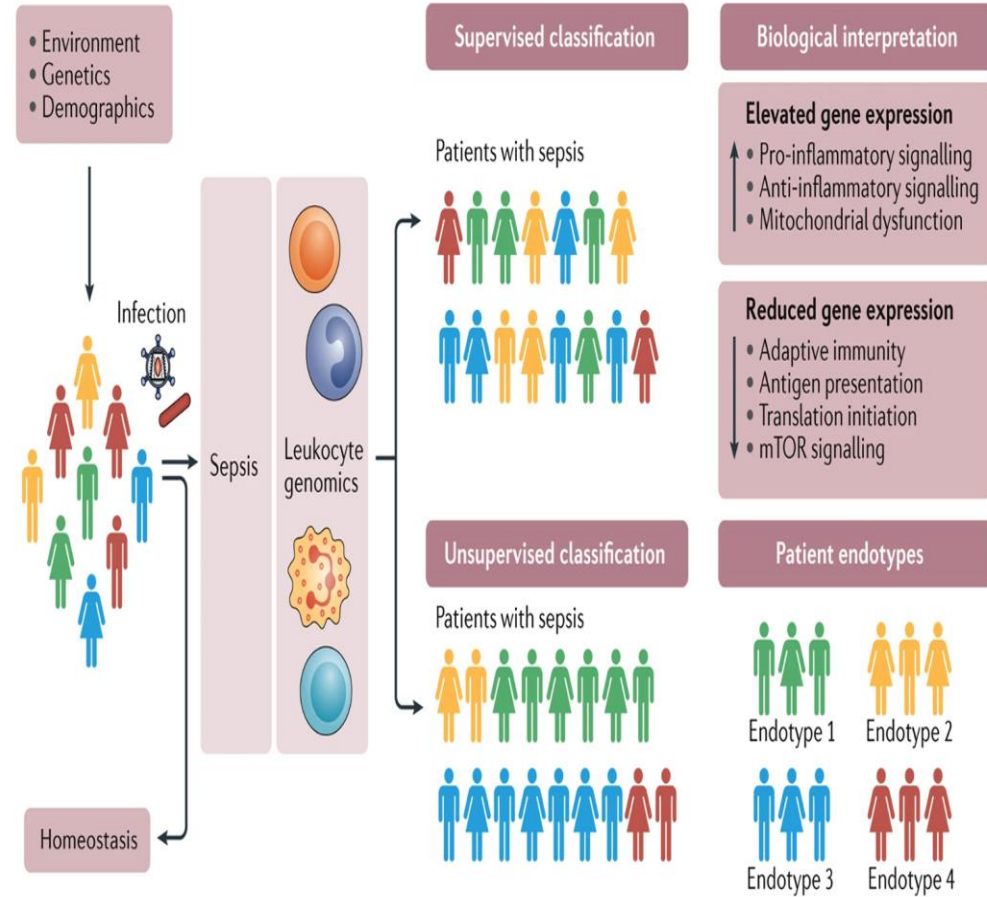 • Environment
• Genetics
• Demographics
Infection
Sepsis
Leukocyte
genomics
Homeostasis
Supervised classification
Patients with sepsis
Biological interpretation
Elevated gene expression
• Pro-inflammatory signalling
• Anti-inflammatory signalling
• Mitochondrial dysfunction
Reduced gene expression
• Adaptive immunity
• Antigen presentation
• Translation initiation
• mTOR signalling
Unsupervised classification
Patients with sepsis
Patient endotypes
Endotype 1
Endotype 2
Endotype 3
Endotype 4